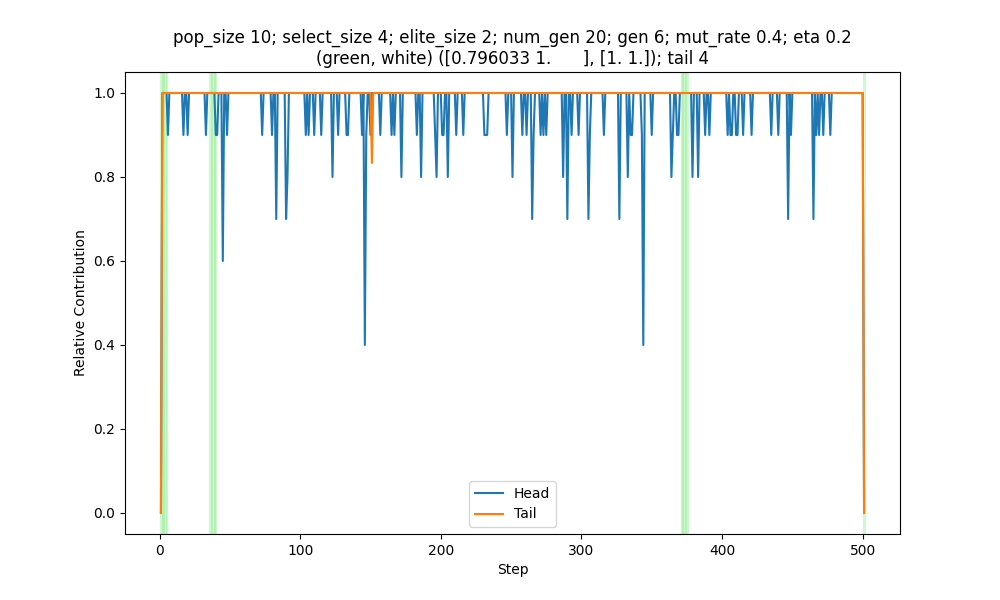 pop_size 10; select_size 4; elite_size 2; num_gen 20; gen 6; mut_rate 0.4; eta 0.2
(green, white) ([0.796033 1.      ], [1. 1.]); tail 4
1.0
0.8
0.6
0.4
0.2
0.0
Relative Contribution
Head
Tail
0 100 200 300 400 500
Step